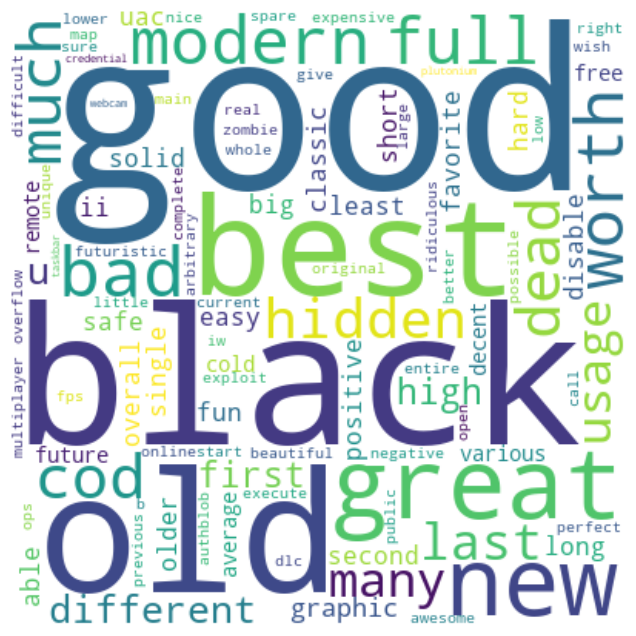 lower uac nice spare expensive right
map modern full wish
sure credential give plutonium free
difficult much good
webcam main real short large hard low worth
zombie classic favorite
solid whole
unique remote ii complete big least ridiculous dead disable
u futuristic arbitrary best better possible
taskbar bad original
overflow little current hidden decent usage
safe easy
multiplayer fps overall single iw cold exploit positive entire high open call
black
fun
future onlinestart beautiful negative various
cod first great
ops previous b older authblob average execute public perfect
old dlc second last long
able many new
different graphic awesome